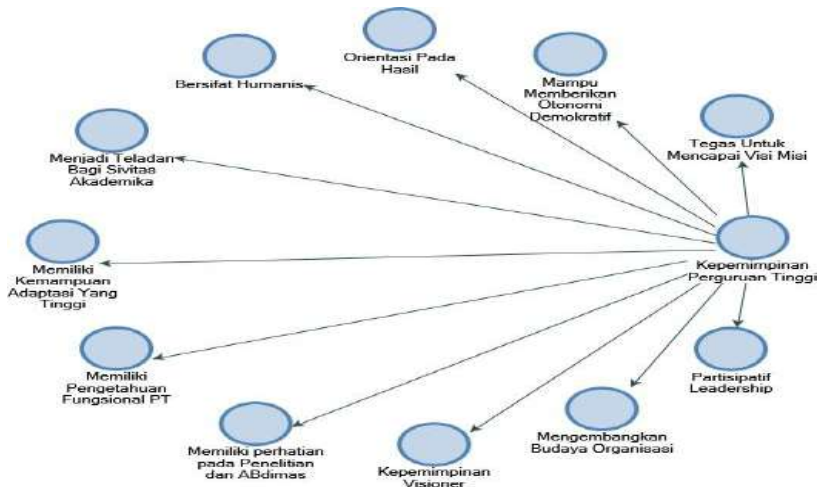 Orientasi Pada
Hasil
Bersifat Humanis
Mampu
Memberikan
Otonomi
Demokratif
Tegas Untuk
Mencapai Visi Misi
Menjadi Teladan
Bagi Sivitas
Akademika
Memiliki
Kemampuan
Adaptasi Yang
Tinggi
Kepemimpinan
Perguruan Tinggi
Memiliki
Pengetahuan
Fungsional PT
Partisipatif
Leadership
Memiliki perhatian
pada Penelitian
dan ABdimas
Kepemimpinan
Visioner
Mengembangkan
Budaya Organisasi